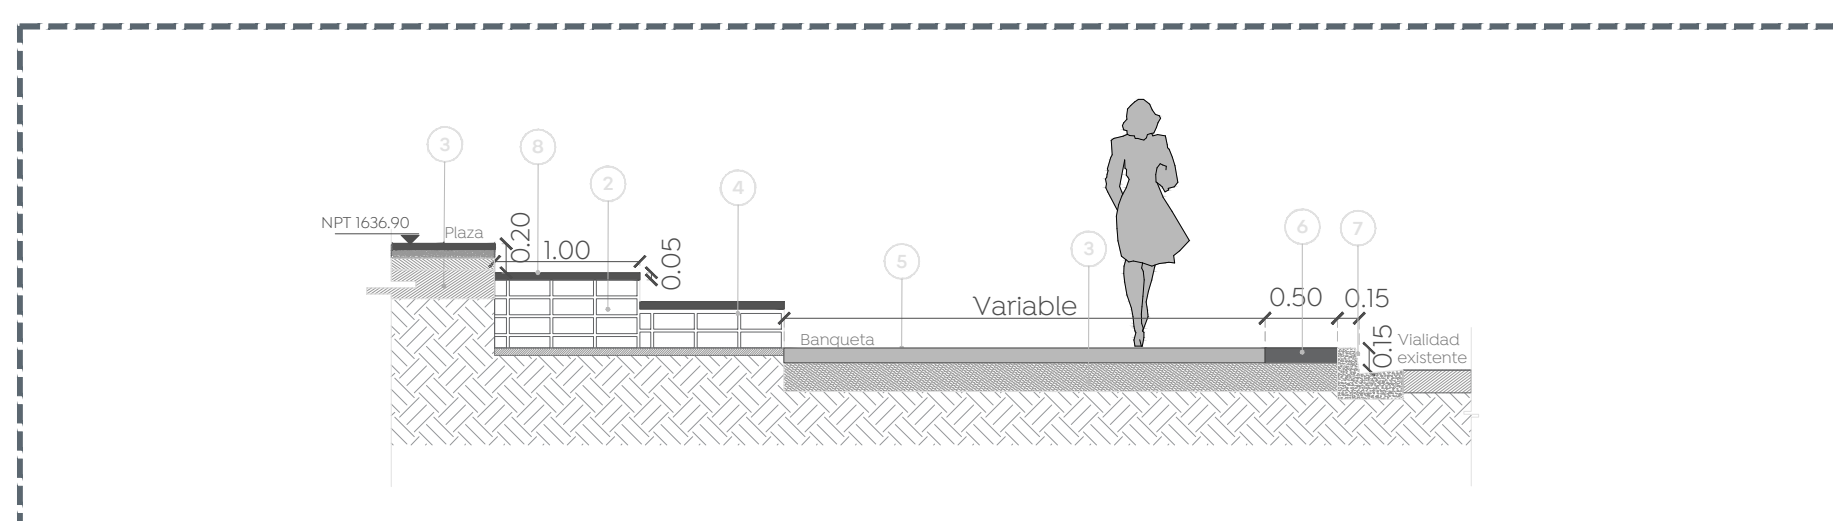 3
8
2
4
NPT 1636.90
Plaza
0.20
1.00
0.05
5
3
6
7
Variable
0.50
0.15
Banqueta
0.15
Vialidad
existente